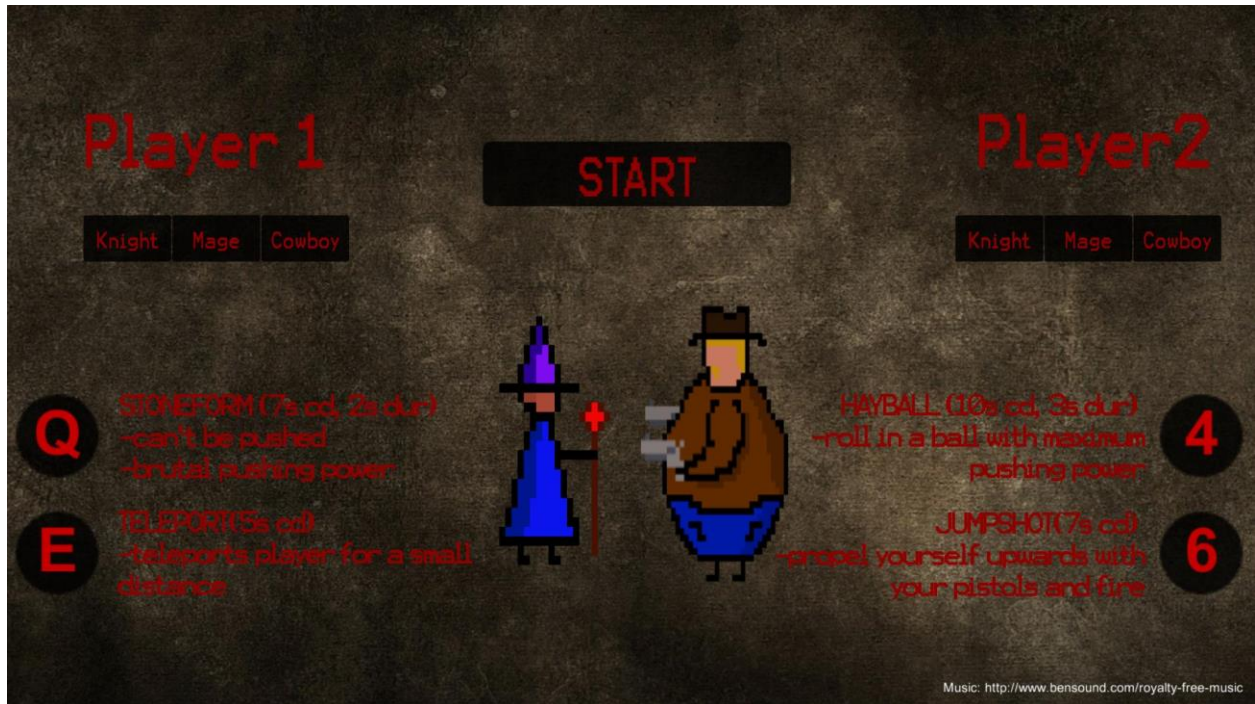 Player 1
START
Player2
Knight Mage Cowboy
Knight Mage Cowboy
Q
STONEFORM (7s cd, 2s dur)
-can't be pushed
-brutal pushing power
E
TELEPORT(5s cd)
-teleports player for a small
distance
HAYBALL (10s cd, 3s dur)
-roll in a ball with maximum
pushing power
4
JUMPSHOT(7s cd)
-propel yourself upwards with
your pistols and fire
6
Music: http://www.bensound.com/royalty-free-music